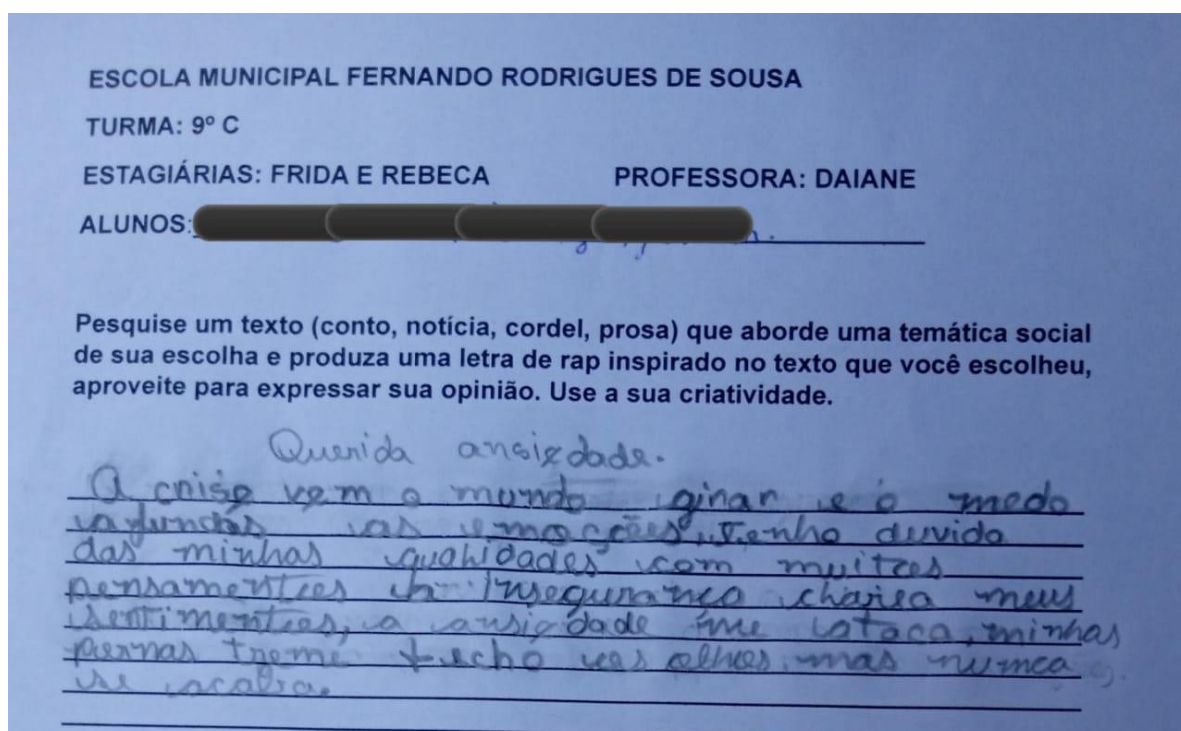 ESCOLA MUNICIPAL FERNANDO RODRIGUES DE SOUSA
TURMA: 9º C
ESTAGIÁRIAS: FRIDA E REBECA PROFESSORA: DAIANE
ALUNOS:
Pesquise um texto (conto, notícia, cordel, prosa) que aborde uma temática social
de sua escolha e produza uma letra de rap inspirado no texto que você escolheu,
aproveite para expressar sua opinião. Use a sua criatividade.
Querida ansiedade.
A crise vem o mundo girar e o medo
as emoções, Tenho duvida
das minhas qualidades com muitos
pensamentos a Insegurança meus
sentimentos, a ansiedade me ataca, minhas
pernas treme fecho os olhos, mas nunca
se acaba.